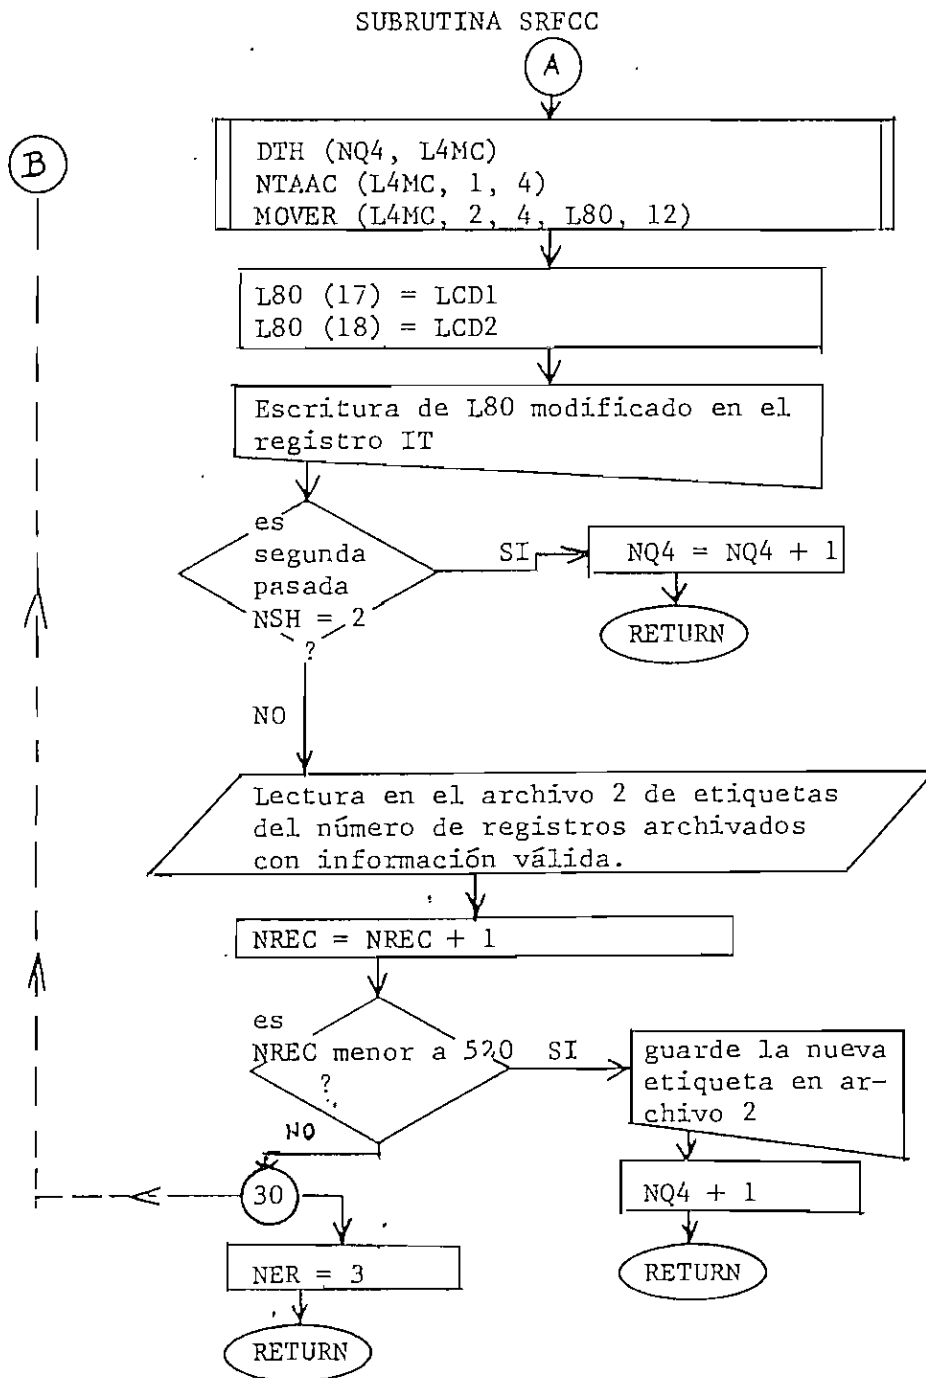 SUBRUTINA SRFCC
A
B
DTH (NQ4, L4MC)
NTAAC (L4MC, 1, 4)
MOVER (L4MC, 2, 4, L80, 12)
L80 (17) = LCD1
L80 (18) = LCD2
Escritura de L80 modificado en el
registro IT
es
segunda
pasada
NSH = 2
?
SI
NQ4 = NQ4 + 1
RETURN
NO
Lectura en el archivo 2 de etiquetas
del número de registros archivados
con información válida.
NREC = NREC + 1
es
NREC menor a 520
?
SI
guarde la nueva
etiqueta en ar-
chivo 2
NO
30
NQ4 + 1
NER = 3
RETURN
RETURN